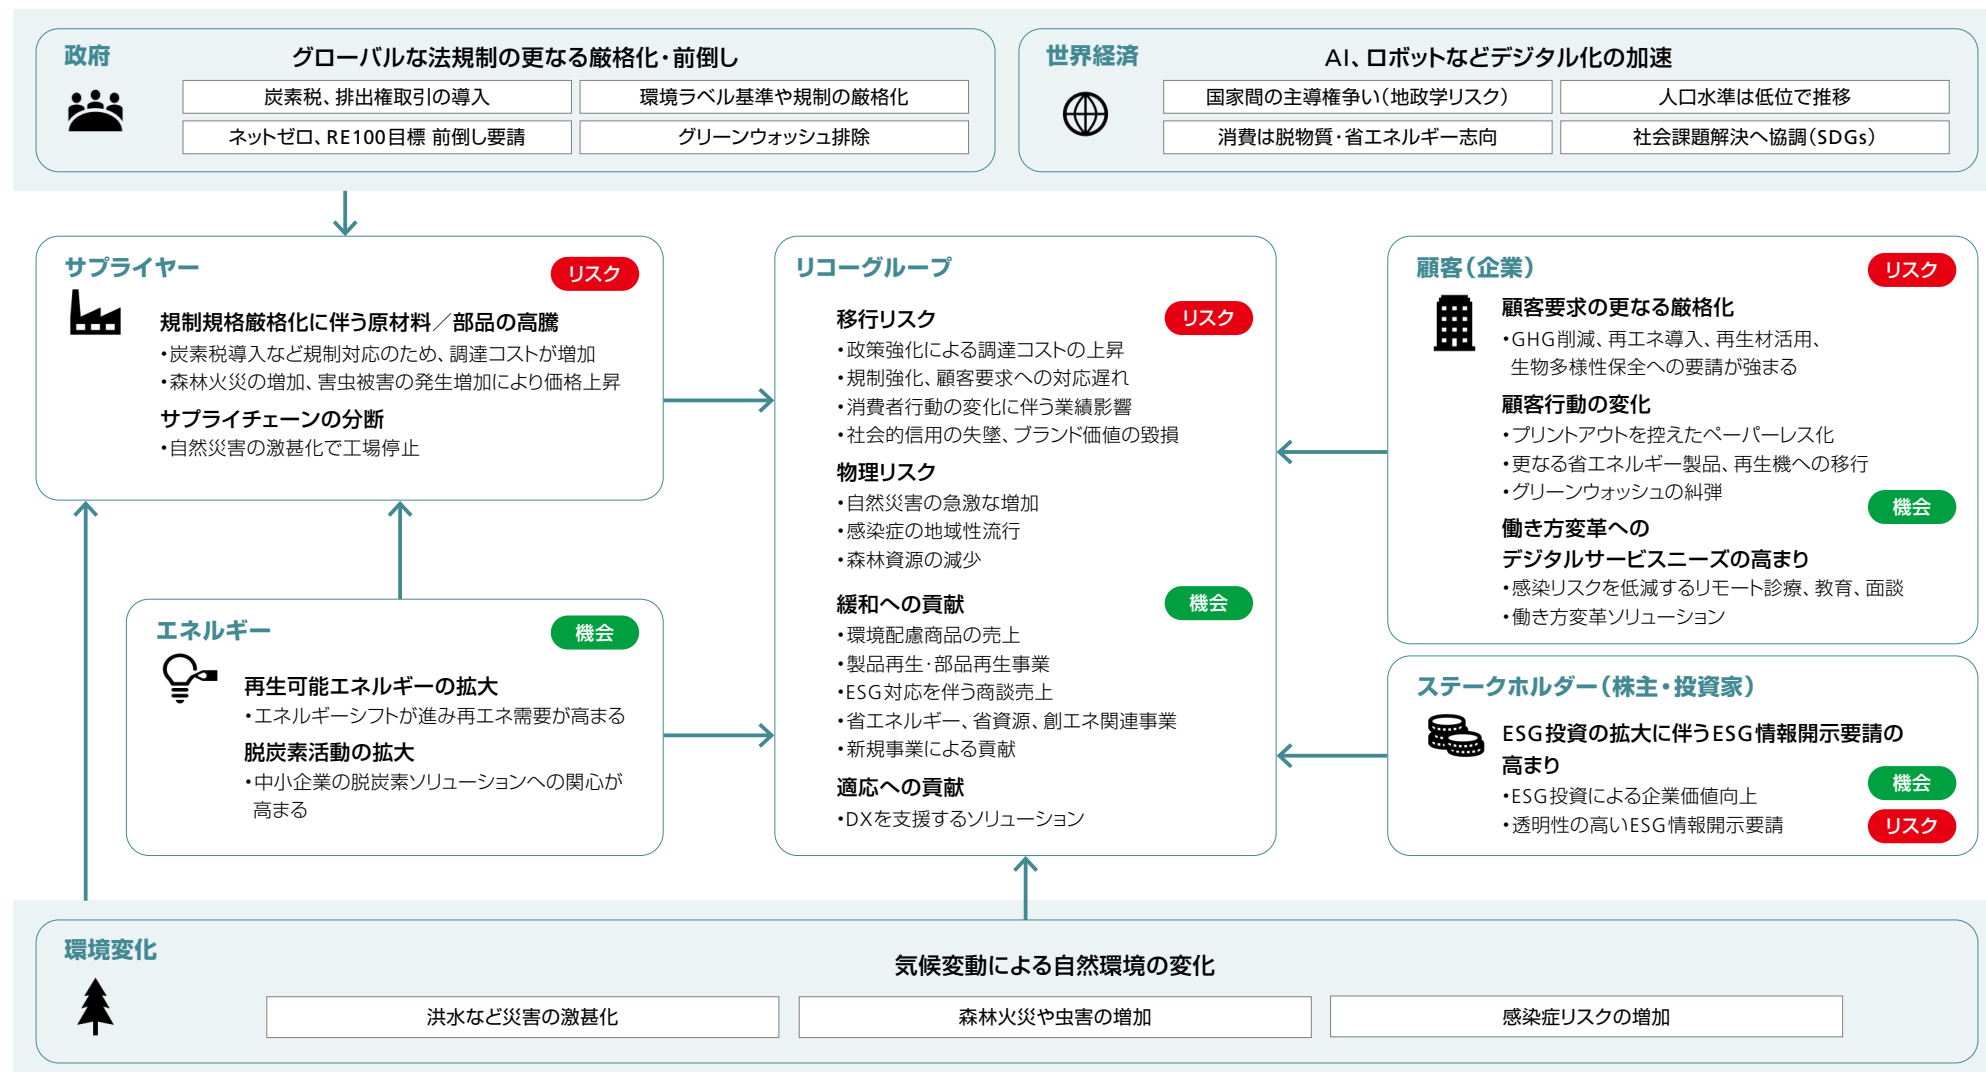 政府
グローバルな法規制の更なる厳格化・前倒し
炭素税、排出権取引の導入
環境ラベル基準や規制の厳格化
ネットゼロ、RE100目標 前倒し要請
グリーンウォッシュ排除
世界経済
AI、ロボットなどデジタル化の加速
国家間の主導権争い(地政学リスク)
人口水準は低位で推移
消費は脱物質・省エネルギー志向
社会課題解決へ協調(SDGs)
サプライヤー
リスク
規制規格厳格化に伴う原材料/部品の高騰
・炭素税導入など規制対応のため、調達コストが増加
・森林火災の増加、害虫被害の発生増加により価格上昇
サプライチェーンの分断
・自然災害の激甚化で工場停止
エネルギー
機会
再生可能エネルギーの拡大
・エネルギーシフトが進み再エネ需要が高まる
脱炭素活動の拡大
・中小企業の脱炭素ソリューションへの関心が
高まる
リコーグループ
移行リスク
リスク
・政策強化による調達コストの上昇
・規制強化、顧客要求への対応遅れ
・消費者行動の変化に伴う業績影響
・社会的信用の失墜、ブランド価値の毀損
物理リスク
・自然災害の急激な増加
・感染症の地域性流行
・森林資源の減少
緩和への貢献
機会
・環境配慮商品の売上
・製品再生・部品再生事業
・ESG対応を伴う商談売上
・省エネルギー、省資源、創エネ関連事業
・新規事業による貢献
適応への貢献
・DXを支援するソリューション
顧客(企業)
リスク
顧客要求の更なる厳格化
・GHG削減、再エネ導入、再生材活用、
生物多様性保全への要請が強まる
顧客行動の変化
・プリントアウトを控えたペーパーレス化
・更なる省エネルギー製品、再生機への移行
・グリーンウォッシュの糾弾
機会
働き方変革への
デジタルサービスニーズの高まり
・感染リスクを低減するリモート診療、教育、面談
・働き方変革ソリューション
ステークホルダー(株主・投資家)
ESG投資の拡大に伴うESG情報開示要請の
高まり
機会
・ESG投資による企業価値向上
・透明性の高いESG情報開示要請
リスク
環境変化
気候変動による自然環境の変化
洪水など災害の激甚化
森林火災や虫害の増加
感染症リスクの増加